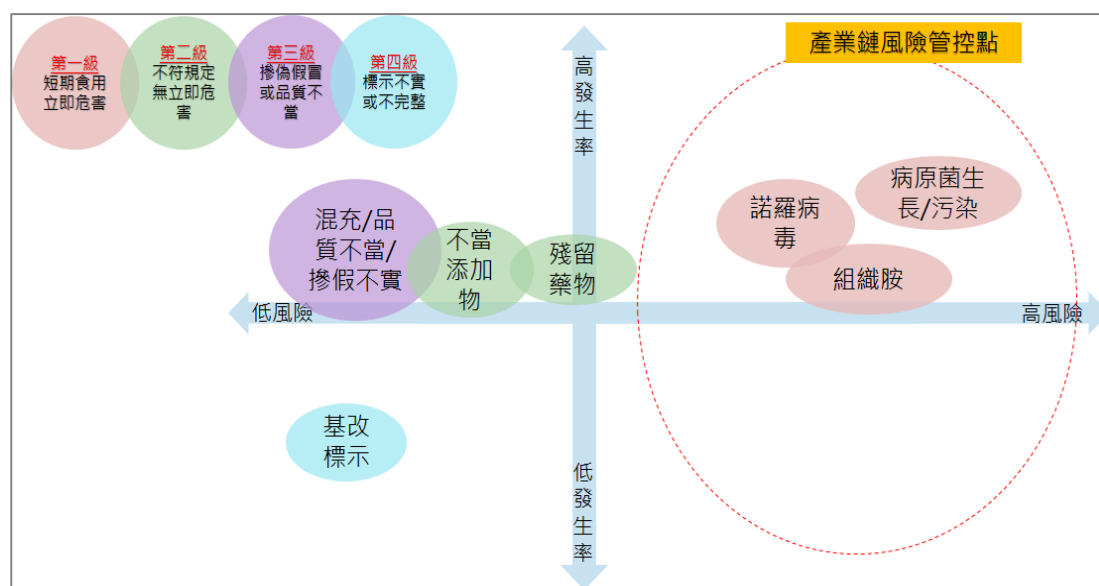 第一級
短期食用
立即危害
第二級
不符規定
無立即危
害
第三級
摻偽假冒
或品質不
當
第四級
標示不實
或不完整
高發生率
產業鏈風險管控點
混充/品
質不當/
摻假不實
不當
添加
物
殘留
藥物
諾羅病
毒
病原菌生
長/污染
組織胺
低風險
高風險
基改
標示
低發生率